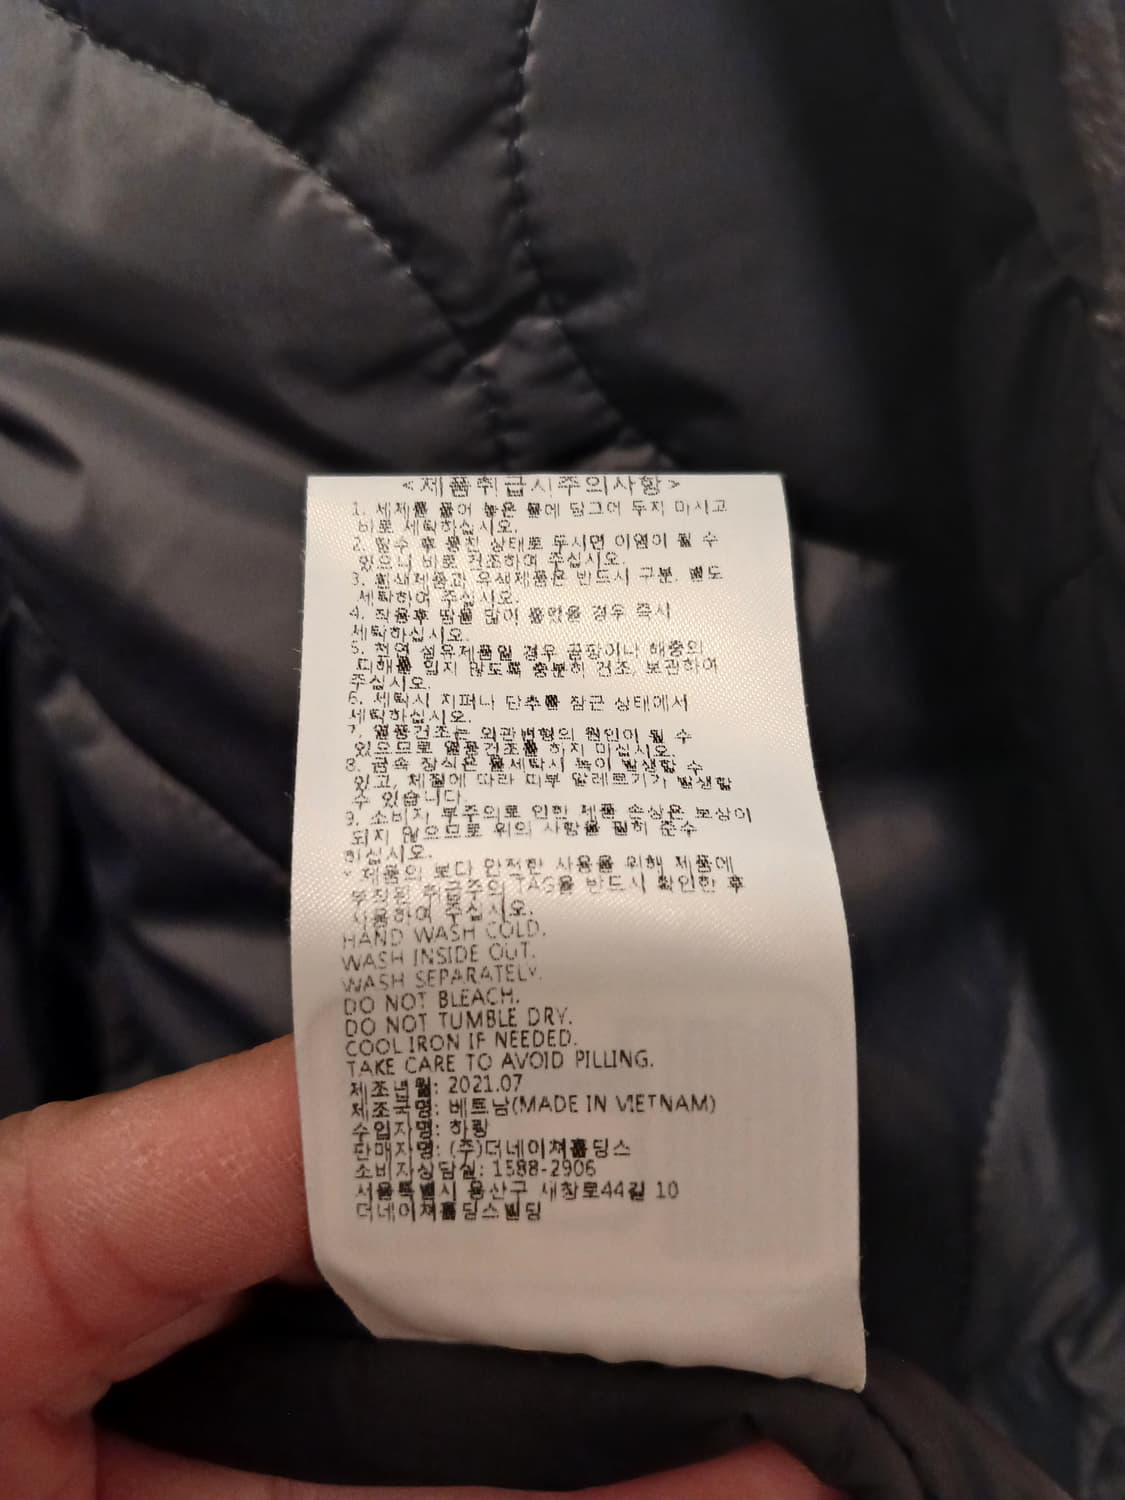 <제품취급시주의사항>
1. 세제를 풀어 놓은 물에 담그어 두지 마시고
바로 세탁하십시오.
2. 탈수 후 뭉친 상태로 두시면 이염이 될 수
있으니 바로 건조하여 주십시오.
3. 흰색제품과 유색제품은 반드시 구분, 별도
세탁하여 주십시오.
4. 착용후 땀을 많이 흘렸을 경우 즉시
세탁하십시오.
5. 천연 섬유제품일 경우 곰팡이나 해충의
피해를 입지 않도록 충분히 건조, 보관하여
주십시오.
6. 세탁시 지퍼나 단추를 잠근 상태에서
세탁하십시오.
7. 열풍건조는 외관변형의 원인이 될 수
있으므로 열풍건조를 하지 마십시오.
8. 금속 장식은 물세탁시 녹이 발생할 수
있고, 체질에 따라 피부 알레르기가 발생할
수 있습니다.
9. 소비자 부주의로 인한 제품 손상은 보상이
되지 않으므로 위의 사항을 필히 준수
하십시오.
*제품의 보다 안전한 사용을 위해 제품에
부착된 취급주의 TAG을 반드시 확인한 후
사용하여 주십시오.
HAND WASH COLD.
WASH INSIDE OUT.
WASH SEPARATELY.
DO NOT BLEACH.
DO NOT TUMBLE DRY.
COOL IRON IF NEEDED.
TAKE CARE TO AVOID PILLING.
제조년월: 2021.07
제조국명: 베트남(MADE IN VIETNAM)
수입자명: 하랑
판매자명: (주)더네이쳐홀딩스
소비자상담실: 1588-2906
서울특별시 용산구 새창로44길 10
더네이쳐홀딩스빌딩